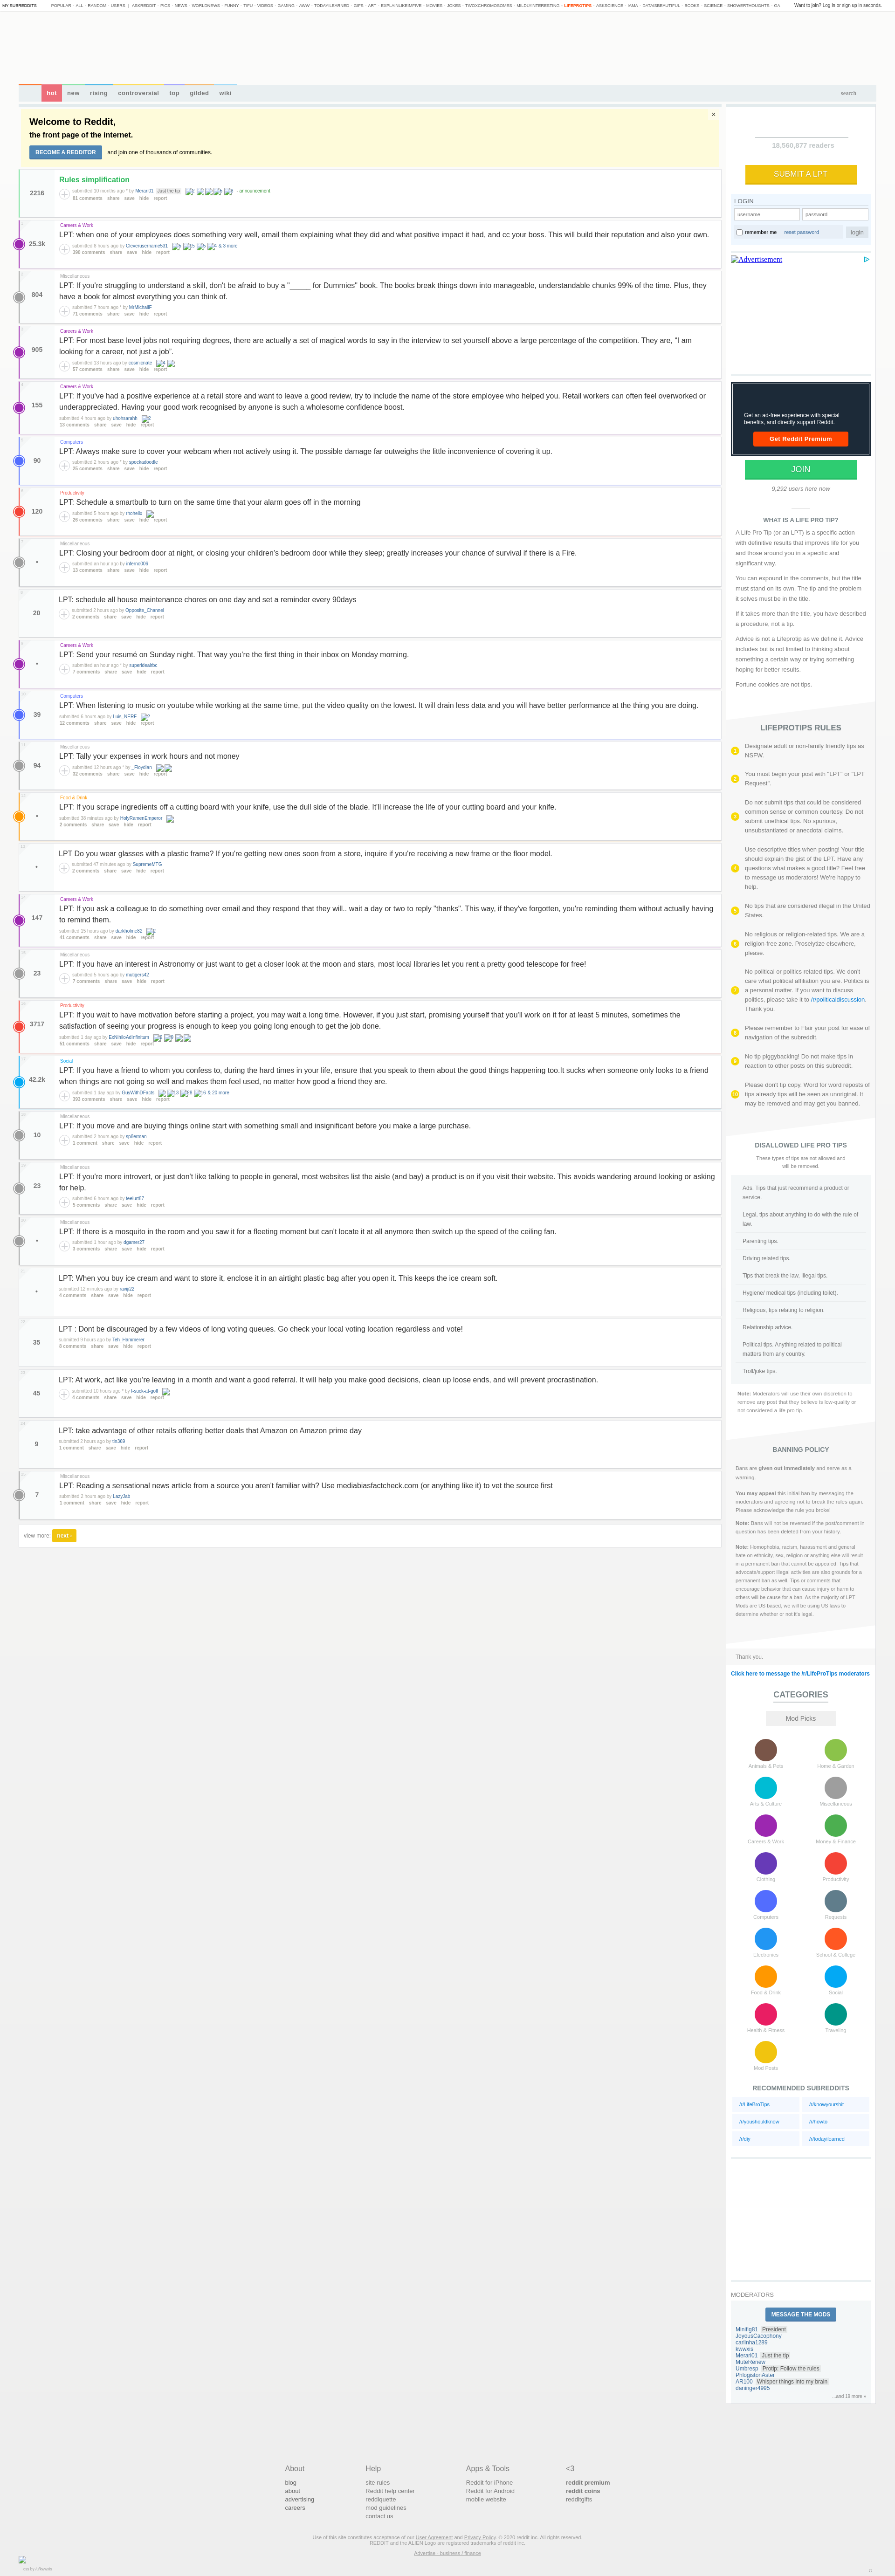 MY SUBREDDITS POPULAR - ALL - RANDOM - USERS | ASKREDDIT - PICS - NEWS - WORLDNEWS - FUNNY - TIFU - VIDEOS - GAMING - AWW - TODAYILEARNED - GIFS - ART - EXPLAINLIKEIMFIVE - MOVIES - JOKES - TWOXCHROMOSOMES - MILDLYINTERESTING - LIFEPROTIPS - ASKSCIENCE - IAMA - DATAISBEAUTIFUL - BOOKS - SCIENCE - SHOWERTHOUGHTS - GA Want to join? Log in or sign up in seconds.
hot new rising controversial top gilded wiki search
Welcome to Reddit,
the front page of the internet.
BECOME A REDDITOR and join one of thousands of communities.
×
Rules simplification
2216
submitted 10 months ago * by Merari01 Just the tip announcement
81 comments share save hide report
Careers & Work
25.3k
LPT: when one of your employees does something very well, email them explaining what they did and what positive impact it had, and cc your boss. This will build their reputation and also your own.
submitted 8 hours ago by Cleverusername531 & 3 more
390 comments share save hide report
Miscellaneous
804
LPT: If you're struggling to understand a skill, don't be afraid to buy a "_____ for Dummies" book. The books break things down into manageable, understandable chunks 99% of the time. Plus, they have a book for almost everything you can think of.
submitted 7 hours ago * by MrMichaelF
71 comments share save hide report
Careers & Work
905
LPT: For most base level jobs not requiring degrees, there are actually a set of magical words to say in the interview to set yourself above a surprisingly large percentage of the competition. They are, “I am looking for a career, not just a job”.
submitted 13 hours ago by cosmicnate
57 comments share save hide report
Careers & Work
155
LPT: If you've had a positive experience at a retail store and want to leave a good review, try to include the name of the store employee who helped you. Retail workers can often feel overworked or underappreciated. Having your good work recognised by anyone is such a wholesome confidence boost.
submitted 4 hours ago by shefsarahh
13 comments share save hide report
Computers
90
LPT: Always make sure to cover your webcam when not actively using it. The possible damage far outweighs the little inconvenience of covering it up.
submitted 2 hours ago * by spockadoodle
25 comments share save hide report
Productivity
120
LPT: Schedule a smartbulb to turn on the same time that your alarm goes off in the morning
submitted 5 hours ago by rhohelis
26 comments share save hide report
Miscellaneous
•
LPT: Closing your bedroom door at night, or closing your children's bedroom door while they sleep; greatly increases your chance of survival if there is a Fire.
submitted an hour ago by inferno006
13 comments share save hide report
20
LPT: schedule all house maintenance chores on one day and set a reminder every 90days
submitted 2 hours ago by Opposite_Channel
2 comments share save hide report
Careers & Work
•
LPT: Send your resumé on Sunday night. That way you're the first thing in their inbox on Monday morning.
submitted an hour ago * by superidealrbc
7 comments share save hide report
Computers
39
LPT: When listening to music on youtube while working at the same time, put the video quality on the lowest. It will drain less data and you will have better performance at the thing you are doing.
submitted 6 hours ago by Luis_NERF
12 comments share save hide report
Miscellaneous
94
LPT: Tally your expenses in work hours and not money
submitted 12 hours ago * by _Floydian
32 comments share save hide report
Food & Drink
•
LPT: If you scrape ingredients off a cutting board with your knife, use the dull side of the blade. It'll increase the life of your cutting board and your knife.
submitted 38 minutes ago by HolyRamenEmperor
2 comments share save hide report
•
LPT Do you wear glasses with a plastic frame? If you're getting new ones soon from a store, inquire if you're receiving a new frame or the floor model.
submitted 47 minutes ago by SupremeMTG
2 comments share save hide report
Careers & Work
147
LPT: If you ask a colleague to do something over email and they respond that they will.. wait a day or two to reply "thanks". This way, if they've forgotten, you're reminding them without actually having to remind them.
submitted 15 hours ago by darkholme82
41 comments share save hide report
Miscellaneous
23
LPT: If you have an interest in Astronomy or just want to get a closer look at the moon and stars, most local libraries let you rent a pretty good telescope for free!
submitted 5 hours ago by mutigers42
7 comments share save hide report
Productivity
3717
LPT: If you wait to have motivation before starting a project, you may wait a long time. However, if you just start, promising yourself that you'll work on it for at least 5 minutes, sometimes the satisfaction of seeing your progress is enough to keep you going long enough to get the job done.
submitted 1 day ago by ExNihiloAdInfinitum
51 comments share save hide report
Social
42.2k
LPT: If you have a friend to whom you tend to confess to, during the hard times in you life, ensure that you speak to them about the good things happening too.It sucks when someone only looks to a friend when things are not going so well and makes them feel used, no matter how good a friend they are.
submitted 1 day ago by GuyWithDFacts & 20 more
393 comments share save hide report
Miscellaneous
10
LPT: If you move and are buying things online start with something small and insignificant before you make a large purchase.
submitted 2 hours ago by sp8erman
1 comment share save hide report
Miscellaneous
23
LPT: If you're more introvert, or just don't like talking to people in general, most websites list the aisle (and bay) a product is on if you visit their website. This avoids wandering around looking or asking for help.
submitted 6 hours ago by teelurt87
5 comments share save hide report
Miscellaneous
•
LPT: If there is a mosquito in the room and you saw it for a fleeting moment but can't locate it at all anymore then switch up the speed of the ceiling fan.
submitted 1 hour ago by dgamer27
3 comments share save hide report
•
LPT: When you buy ice cream and want to store it, enclose it in an airtight plastic bag after you open it. This keeps the ice cream soft.
submitted 12 minutes ago by raviji22
4 comments share save hide report
35
LPT : Dont be discouraged by a few videos of long voting queues. Go check your local voting location regardless and vote!
submitted 9 hours ago by Teh_Hammerer
8 comments share save hide report
45
LPT: At work, act like you’re leaving in a month and want a good referral. It will help you make good decisions, clean up loose ends, and will prevent procrastination.
submitted 10 hours ago * by I-suck-at-golf
4 comments share save hide report
9
LPT: take advantage of other retails offering better deals that Amazon on Amazon prime day
submitted 2 hours ago by tiri369
1 comment share save hide report
Miscellaneous
7
LPT: Reading a sensational news article from a source you aren't familiar with? Use mediabiasfactcheck.com (or anything like it) to vet the source first
submitted 2 hours ago by LazyJab
1 comment share save hide report
view more: next ›
18,560,877 readers
SUBMIT A LPT
LOGIN
username password
remember me reset password login
Advertisement
Get an ad-free experience with special benefits, and directly support Reddit.
Get Reddit Premium
JOIN
9,292 users here now
WHAT IS A LIFE PRO TIP?
A Life Pro Tip (or an LPT) is a specific action with definitive results that improves life for you and those around you in a specific and significant way.
You can expound in the comments, but the title must stand on its own. The tip and the problem it solves must be in the title.
If it takes more than the title, you have described a procedure, not a tip.
Advice is not a Lifeprotip as we define it. Advice includes but is not limited to thinking about something a certain way or trying something hoping for better results.
Fortune cookies are not tips.
LIFEPROTIPS RULES
1 Designate adult or non-family friendly tips as NSFW.
2 You must begin your post with "LPT" or "LPT Request".
3 Do not submit tips that could be considered common sense or common courtesy. Do not submit unethical tips. No spurious, unsubstantiated or anecdotal claims.
4 Use descriptive titles when posting! Your title should explain the gist of the LPT. Have any questions what makes a good title? Feel free to message us moderators! We're happy to help.
5 No tips that are considered illegal in the United States.
6 No religious or religion-related tips. We are a religion-free zone. Proselytize elsewhere, please.
7 No political or politics related tips. We don't care what political affiliation you are. Politics is a personal matter. If you want to discuss politics, please take it to /r/politicaldiscussion. Thank you.
8 Please remember to Flair your post for ease of navigation of the subreddit.
9 No tip piggybacking! Do not make tips in reaction to other posts on this subreddit.
10 Please don't tip copy. Word for word reposts of tips already tips will be seen as unoriginal. It may be removed and may get you banned.
DISALLOWED LIFE PRO TIPS
These types of tips are not allowed and will be removed.
Ads. Tips that just recommend a product or service.
Legal, tips about anything to do with the rule of law.
Parenting tips.
Driving related tips.
Tips that break the law, illegal tips.
Hygiene/ medical tips (including toilet).
Religious, tips relating to religion.
Relationship advice.
Political tips. Anything related to political matters from any country.
Troll/joke tips.
Note: Moderators will use their own discretion to remove any post that they believe is low-quality or not considered a life pro tip.
BANNING POLICY
Bans are given out immediately and serve as a warning.
You may appeal this initial ban by messaging the moderators and agreeing not to break the rules again. Please acknowledge the rule you broke!
Note: Bans will not be reversed if the post/comment in question has been deleted from your history.
Note: Homophobia, racism, harassment and general hate on ethnicity, sex, religion or anything else will result in a permanent ban that cannot be appealed. Tips that advocate/support illegal activities are also grounds for a permanent ban as well. Tips or comments that encourage behavior that can cause injury or harm to others will be cause for a ban. As the majority of LPT Mods are US based, we will be using US laws to determine whether or not it's legal.
Thank you.
Click here to message the /r/LifeProTips moderators
CATEGORIES
Mod Picks
Animals & Pets Home & Garden
Arts & Culture Miscellaneous
Careers & Work Money & Finance
Clothing Productivity
Computers Requests
Electronics School & College
Food & Drink Social
Health & Fitness Traveling
Mod Posts
RECOMMENDED SUBREDDITS
/r/LifeBroTips /r/knowyourshit
/r/youshouldknow /r/howto
/r/diy /r/todayilearned
MODERATORS
MESSAGE THE MODS
Minifig81 President
JoyousCacophony
carlinha1289
kwwxis
Merari01 Just the tip
MuteRenew
Umbresp Protip: Follow the rules
PhlogistonAster
AR100 Whisper things into my brain
daninger4995
...and 19 more »
About Help Apps & Tools <3
blog site rules Reddit for iPhone reddit premium
about Reddit help center Reddit for Android reddit coins
advertising reddiquette mobile website redditgifts
careers mod guidelines
contact us
Use of this site constitutes acceptance of our User Agreement and Privacy Policy. © 2020 reddit inc. All rights reserved.
REDDIT and the ALIEN Logo are registered trademarks of reddit inc.
Advertise - business / finance